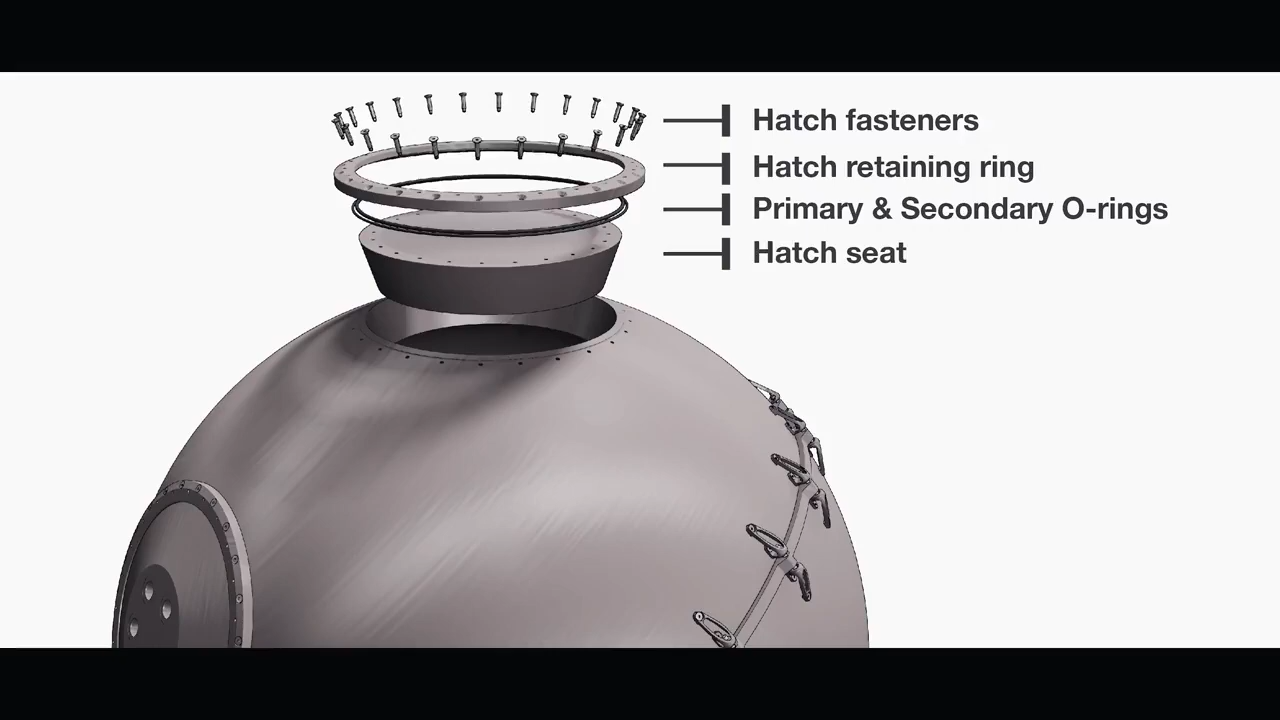 Hatch fasteners
Hatch retaining ring
Primary & Secondary O-rings
Hatch seat